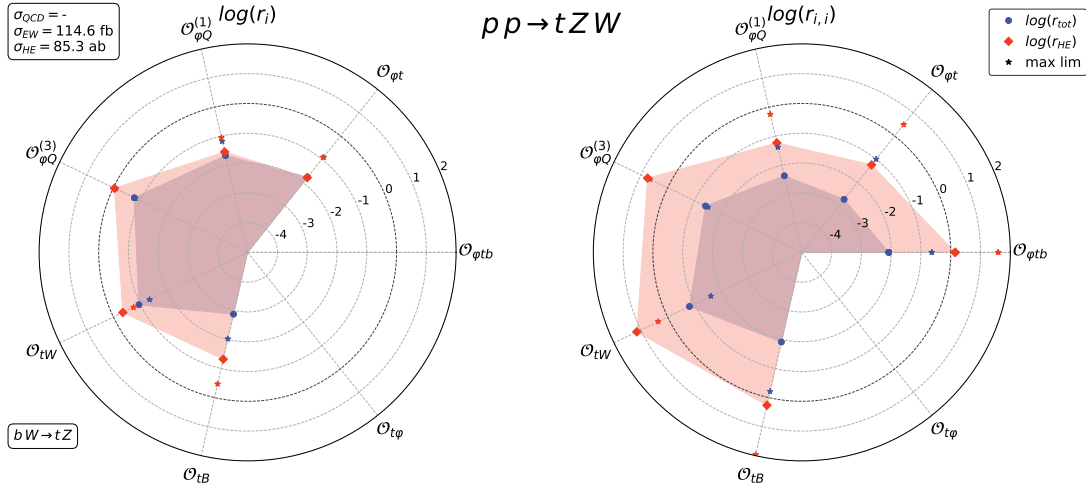 σ_QCD = -
σ_EW = 114.6 fb
σ_HE = 85.3 ab
log(r_i)
p p → t Z W
log(r_{i,i})
log(r_tot)
log(r_HE)
max lim
𝒪_φQ^(1)
𝒪_φt
𝒪_φQ^(3)
2
1
0
-1
-2
-3
-4
𝒪_φtb
𝒪_tW
𝒪_tB
𝒪_tφ
b W → t Z
𝒪_φQ^(1)
𝒪_φt
𝒪_φQ^(3)
2
1
0
-1
-2
-3
-4
𝒪_φtb
𝒪_tW
𝒪_tB
𝒪_tφ